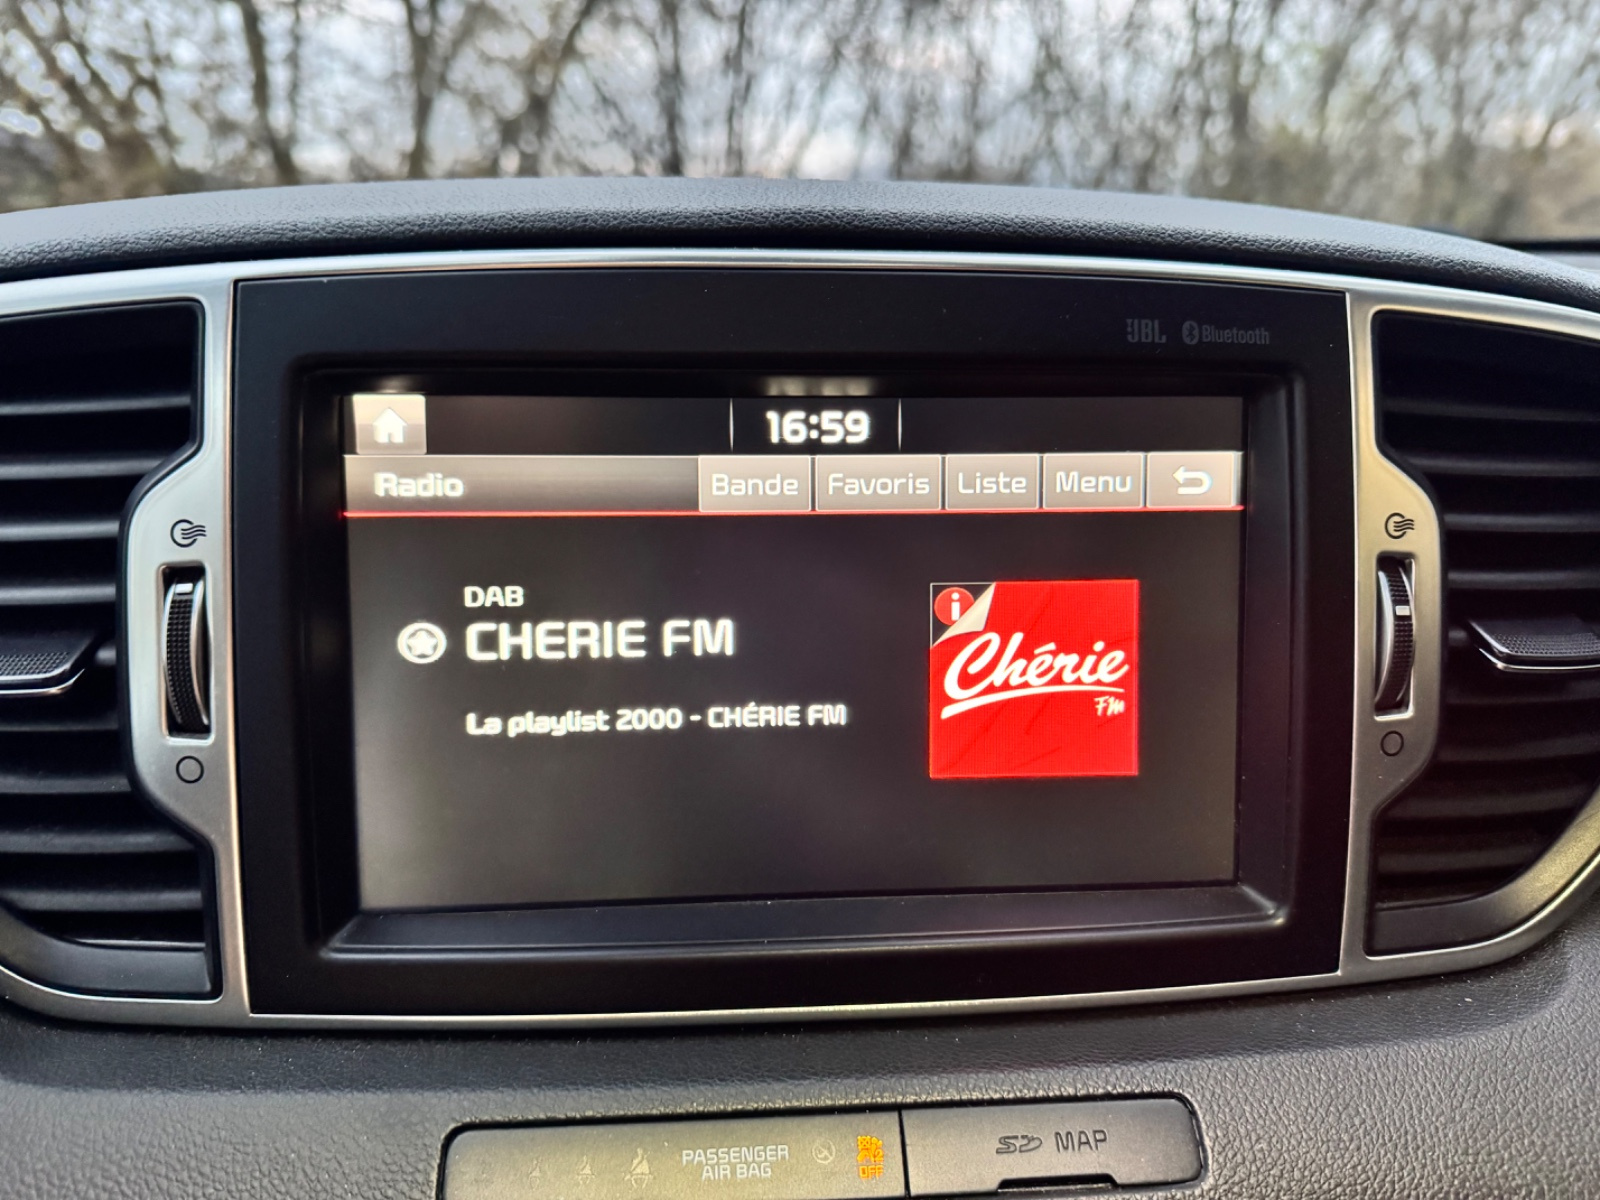 JBL Bluetooth
16:59
Radio Bande Favoris Liste Menu
DAB
CHERIE FM
La playlist 2000 - CHÉRIE FM
i
Chérie
FM
PASSENGER
AIR BAG
OFF
SD MAP